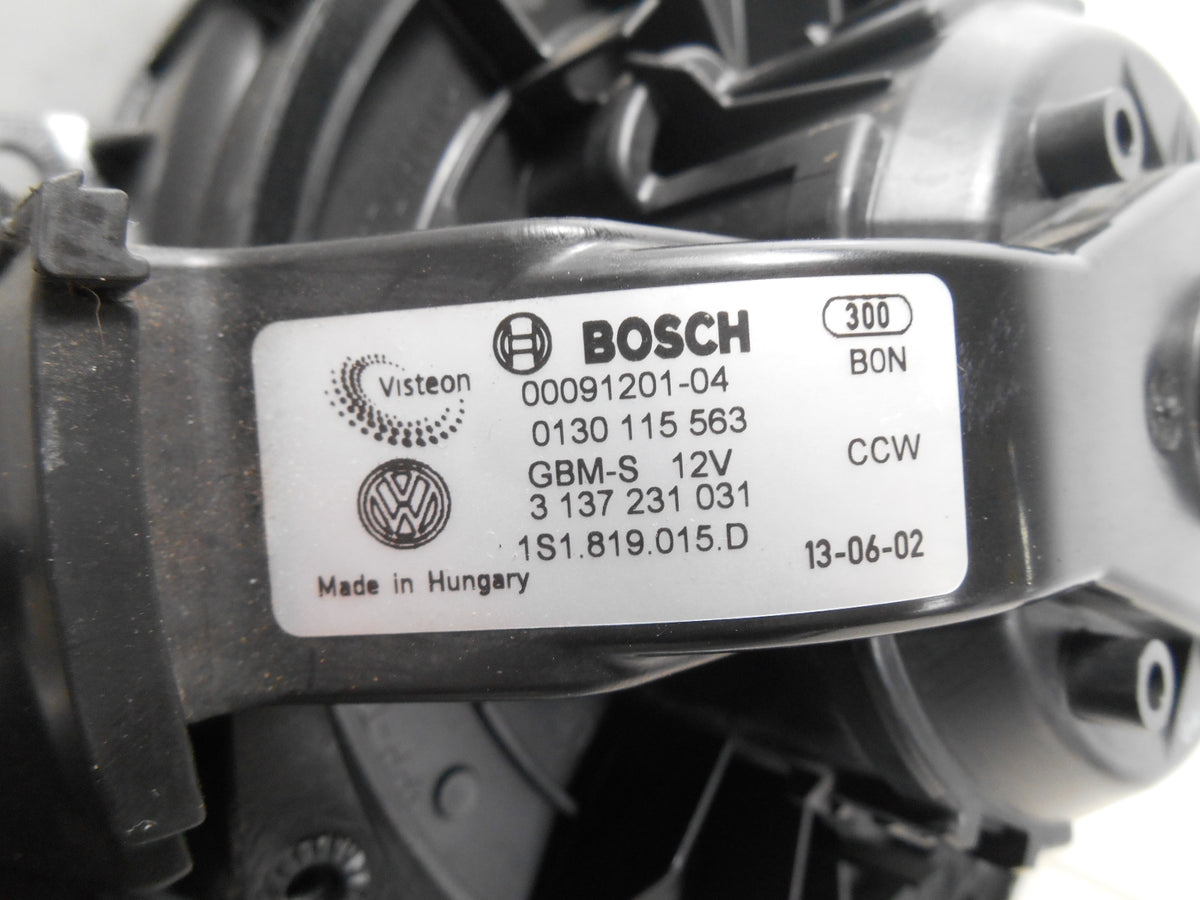 BOSCH
300
BON
Visteon
00091201-04
0130 115 563
GBM-S 12V
CCW
3 137 231 031
1S1.819.015.D
13-06-02
Made in Hungary